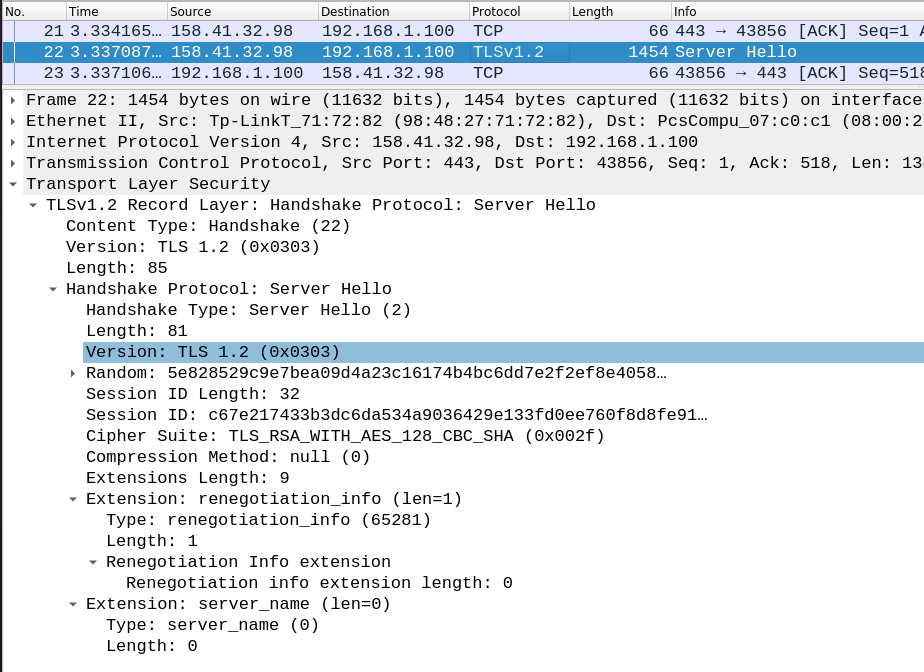 No. Time Source Destination Protocol Length Info
21 3.334165… 158.41.32.98 192.168.1.100 TCP 66 443 → 43856 [ACK] Seq=1
22 3.337087… 158.41.32.98 192.168.1.100 TLSv1.2 1454 Server Hello
23 3.337106… 192.168.1.100 158.41.32.98 TCP 66 43856 → 443 [ACK] Seq=518
Frame 22: 1454 bytes on wire (11632 bits), 1454 bytes captured (11632 bits) on interface
Ethernet II, Src: Tp-LinkT_71:72:82 (98:48:27:71:72:82), Dst: PcsCompu_07:c0:c1 (08:00:2
Internet Protocol Version 4, Src: 158.41.32.98, Dst: 192.168.1.100
Transmission Control Protocol, Src Port: 443, Dst Port: 43856, Seq: 1, Ack: 518, Len: 13
Transport Layer Security
TLSv1.2 Record Layer: Handshake Protocol: Server Hello
Content Type: Handshake (22)
Version: TLS 1.2 (0x0303)
Length: 85
Handshake Protocol: Server Hello
Handshake Type: Server Hello (2)
Length: 81
Version: TLS 1.2 (0x0303)
Random: 5e828529c9e7bea09d4a23c16174b4bc6dd7e2f2ef8e4058…
Session ID Length: 32
Session ID: c67e217433b3dc6da534a9036429e133fd0ee760f8d8fe91…
Cipher Suite: TLS_RSA_WITH_AES_128_CBC_SHA (0x002f)
Compression Method: null (0)
Extensions Length: 9
Extension: renegotiation_info (len=1)
Type: renegotiation_info (65281)
Length: 1
Renegotiation Info extension
Renegotiation info extension length: 0
Extension: server_name (len=0)
Type: server_name (0)
Length: 0